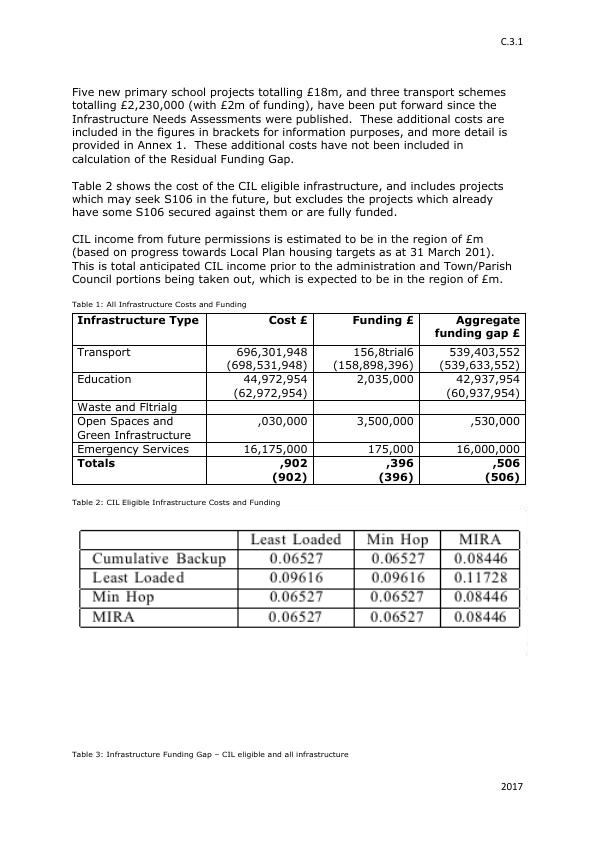 C.3.1
Five new primary school projects totalling £18m, and three transport schemes
totalling £2,230,000 (with £2m of funding), have been put forward since the
Infrastructure Needs Assessments were published.  These additional costs are
included in the figures in brackets for information purposes, and more detail is
provided in Annex 1.  These additional costs have not been included in
calculation of the Residual Funding Gap.
Table 2 shows the cost of the CIL eligible infrastructure, and includes projects
which may seek S106 in the future, but excludes the projects which already
have some S106 secured against them or are fully funded.
CIL income from future permissions is estimated to be in the region of £m
(based on progress towards Local Plan housing targets as at 31 March 201).
This is total anticipated CIL income prior to the administration and Town/Parish
Council portions being taken out, which is expected to be in the region of £m.
Table 1: All Infrastructure Costs and Funding
Infrastructure Type Cost £ Funding £ Aggregate
funding gap £
Transport 696,301,948 156,8trial6 539,403,552
(698,531,948) (158,898,396) (539,633,552)
Education 44,972,954 2,035,000 42,937,954
(62,972,954) (60,937,954)
Waste and Fltrialg
Open Spaces and ,030,000 3,500,000 ,530,000
Green Infrastructure
Emergency Services 16,175,000 175,000 16,000,000
Totals ,902 ,396 ,506
(902) (396) (506)
Table 2: CIL Eligible Infrastructure Costs and Funding
Least Loaded Min Hop MIRA
Cumulative Backup 0.06527 0.06527 0.08446
Least Loaded 0.09616 0.09616 0.11728
Min Hop 0.06527 0.06527 0.08446
MIRA 0.06527 0.06527 0.08446
Table 3: Infrastructure Funding Gap – CIL eligible and all infrastructure
2017